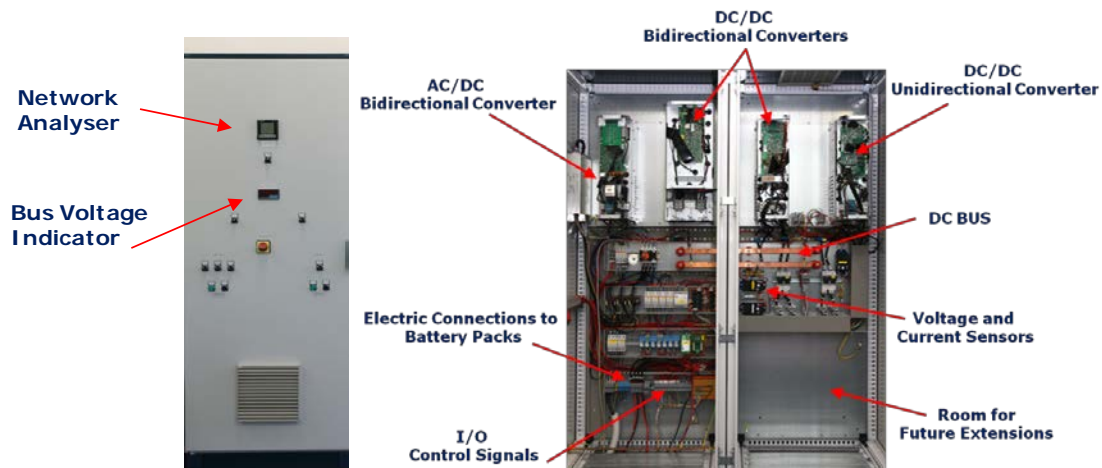 Network
Analyser
Bus Voltage
Indicator
AC/DC
Bidirectional Converter
DC/DC
Bidirectional Converters
DC/DC
Unidirectional Converter
DC BUS
Electric Connections to
Battery Packs
Voltage and
Current Sensors
I/O
Control Signals
Room for
Future Extensions